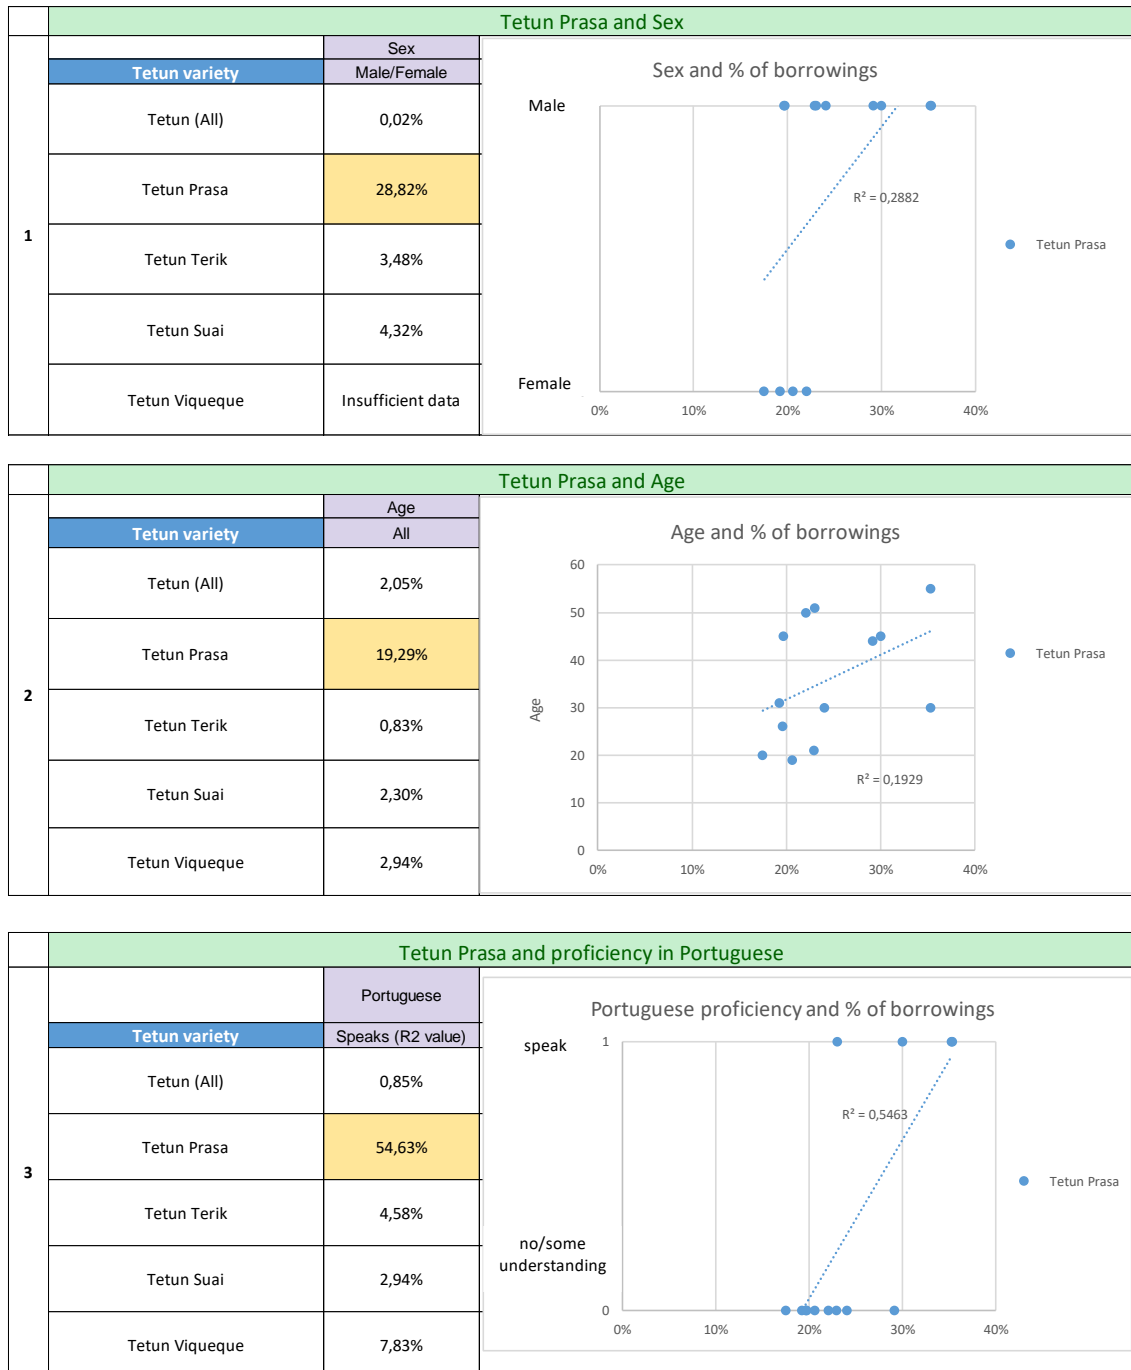 Tetun Prasa and Sex
1
Sex
Tetun variety Male/Female
Tetun (All) 0,02%
Tetun Prasa 28,82%
Tetun Terik 3,48%
Tetun Suai 4,32%
Tetun Viqueque Insufficient data
Sex and % of borrowings
Male
R² = 0,2882
Tetun Prasa
Female
0% 10% 20% 30% 40%
Tetun Prasa and Age
2
Age
Tetun variety All
Tetun (All) 2,05%
Tetun Prasa 19,29%
Tetun Terik 0,83%
Tetun Suai 2,30%
Tetun Viqueque 2,94%
Age and % of borrowings
60
50
40
Tetun Prasa
Age
30
20
R² = 0,1929
10
0
0% 10% 20% 30% 40%
Tetun Prasa and proficiency in Portuguese
3
Portuguese
Tetun variety Speaks (R2 value)
Tetun (All) 0,85%
Tetun Prasa 54,63%
Tetun Terik 4,58%
Tetun Suai 2,94%
Tetun Viqueque 7,83%
Portuguese proficiency and % of borrowings
speak 1
R² = 0,5463
Tetun Prasa
no/some
understanding
0
0% 10% 20% 30% 40%